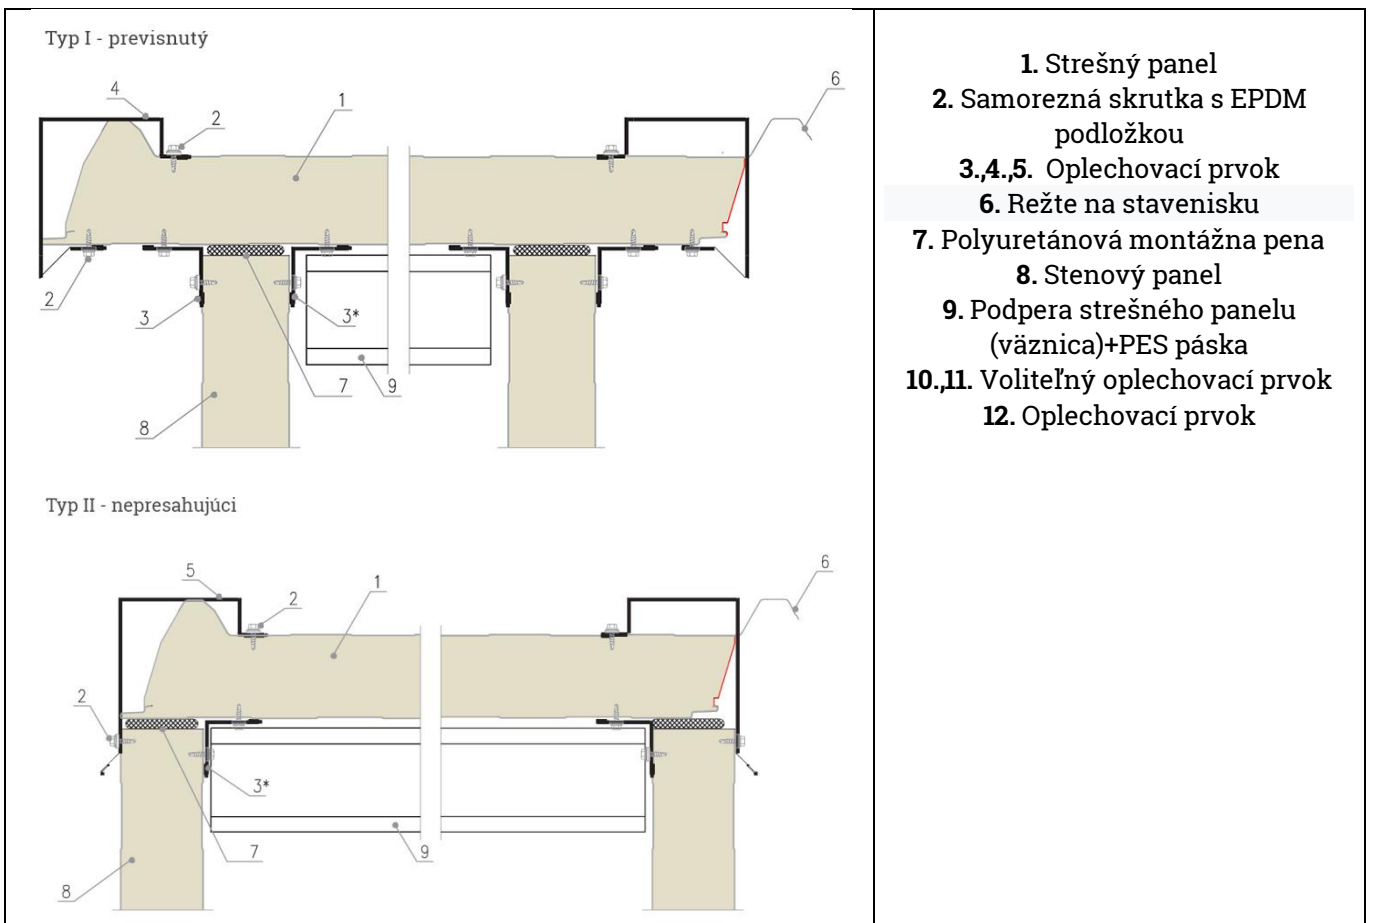 Typ I - previsnutý
4
2
1
6
2
3
3*
7
9
8
Typ II - nepresahujúci
5
2
1
6
2
3*
7
9
8
1. Strešný panel
2. Samorezná skrutka s EPDM
podložkou
3.,4.,5. Oplechovací prvok
6. Režte na stavenisku
7. Polyuretánová montážna pena
8. Stenový panel
9. Podpera strešného panelu
(väznica)+PES páska
10.,11. Voliteľný oplechovací prvok
12. Oplechovací prvok